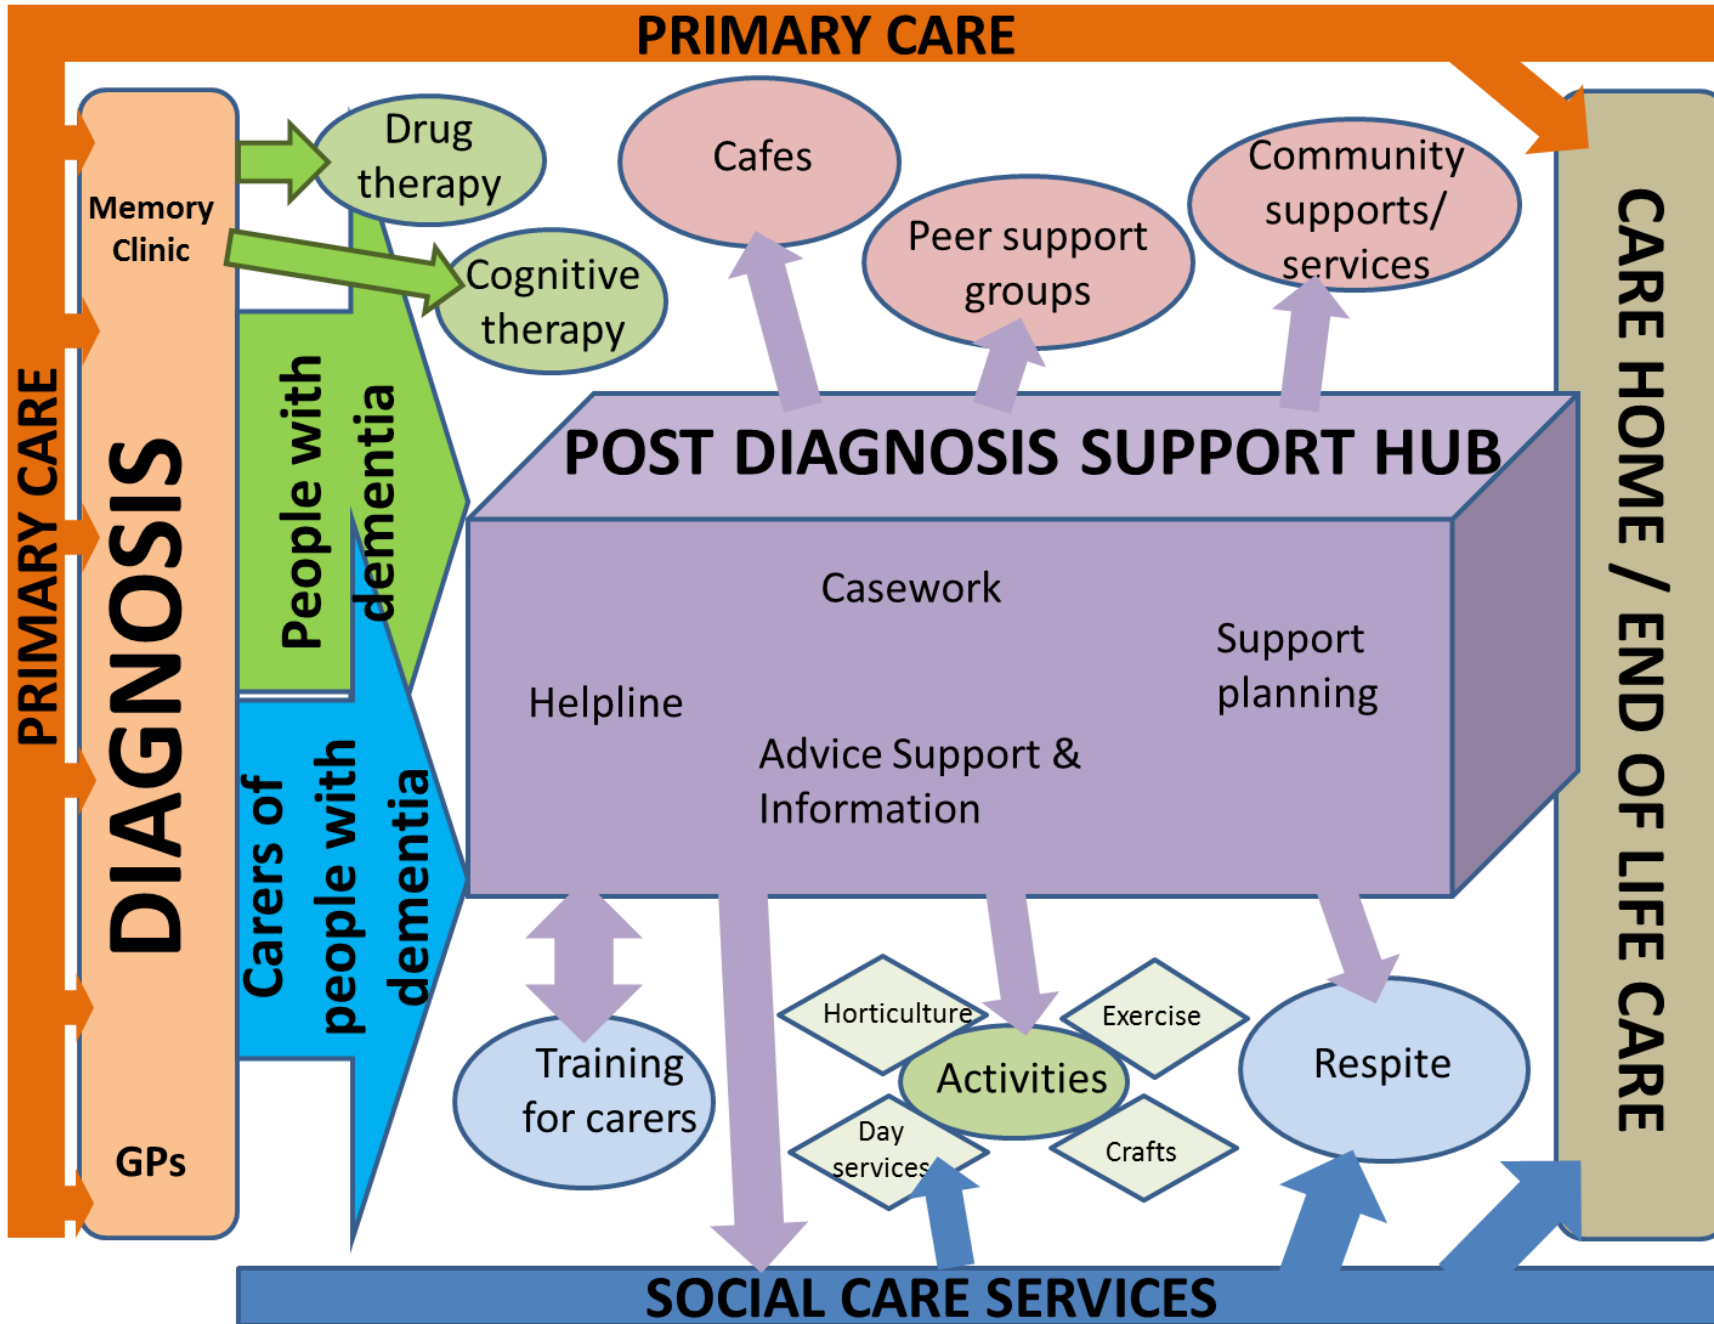 PRIMARY CARE
PRIMARY CARE
Memory
Clinic
DIAGNOSIS
GPs
Drug
therapy
Cognitive
therapy
People with
dementia
Carers of
people with
dementia
Cafes
Peer support
groups
Community
supports/
services
POST DIAGNOSIS SUPPORT HUB
Casework
Support
planning
Helpline
Advice Support &
Information
Training
for carers
Horticulture
Exercise
Activities
Day
services
Crafts
Respite
CARE HOME / END OF LIFE CARE
SOCIAL CARE SERVICES